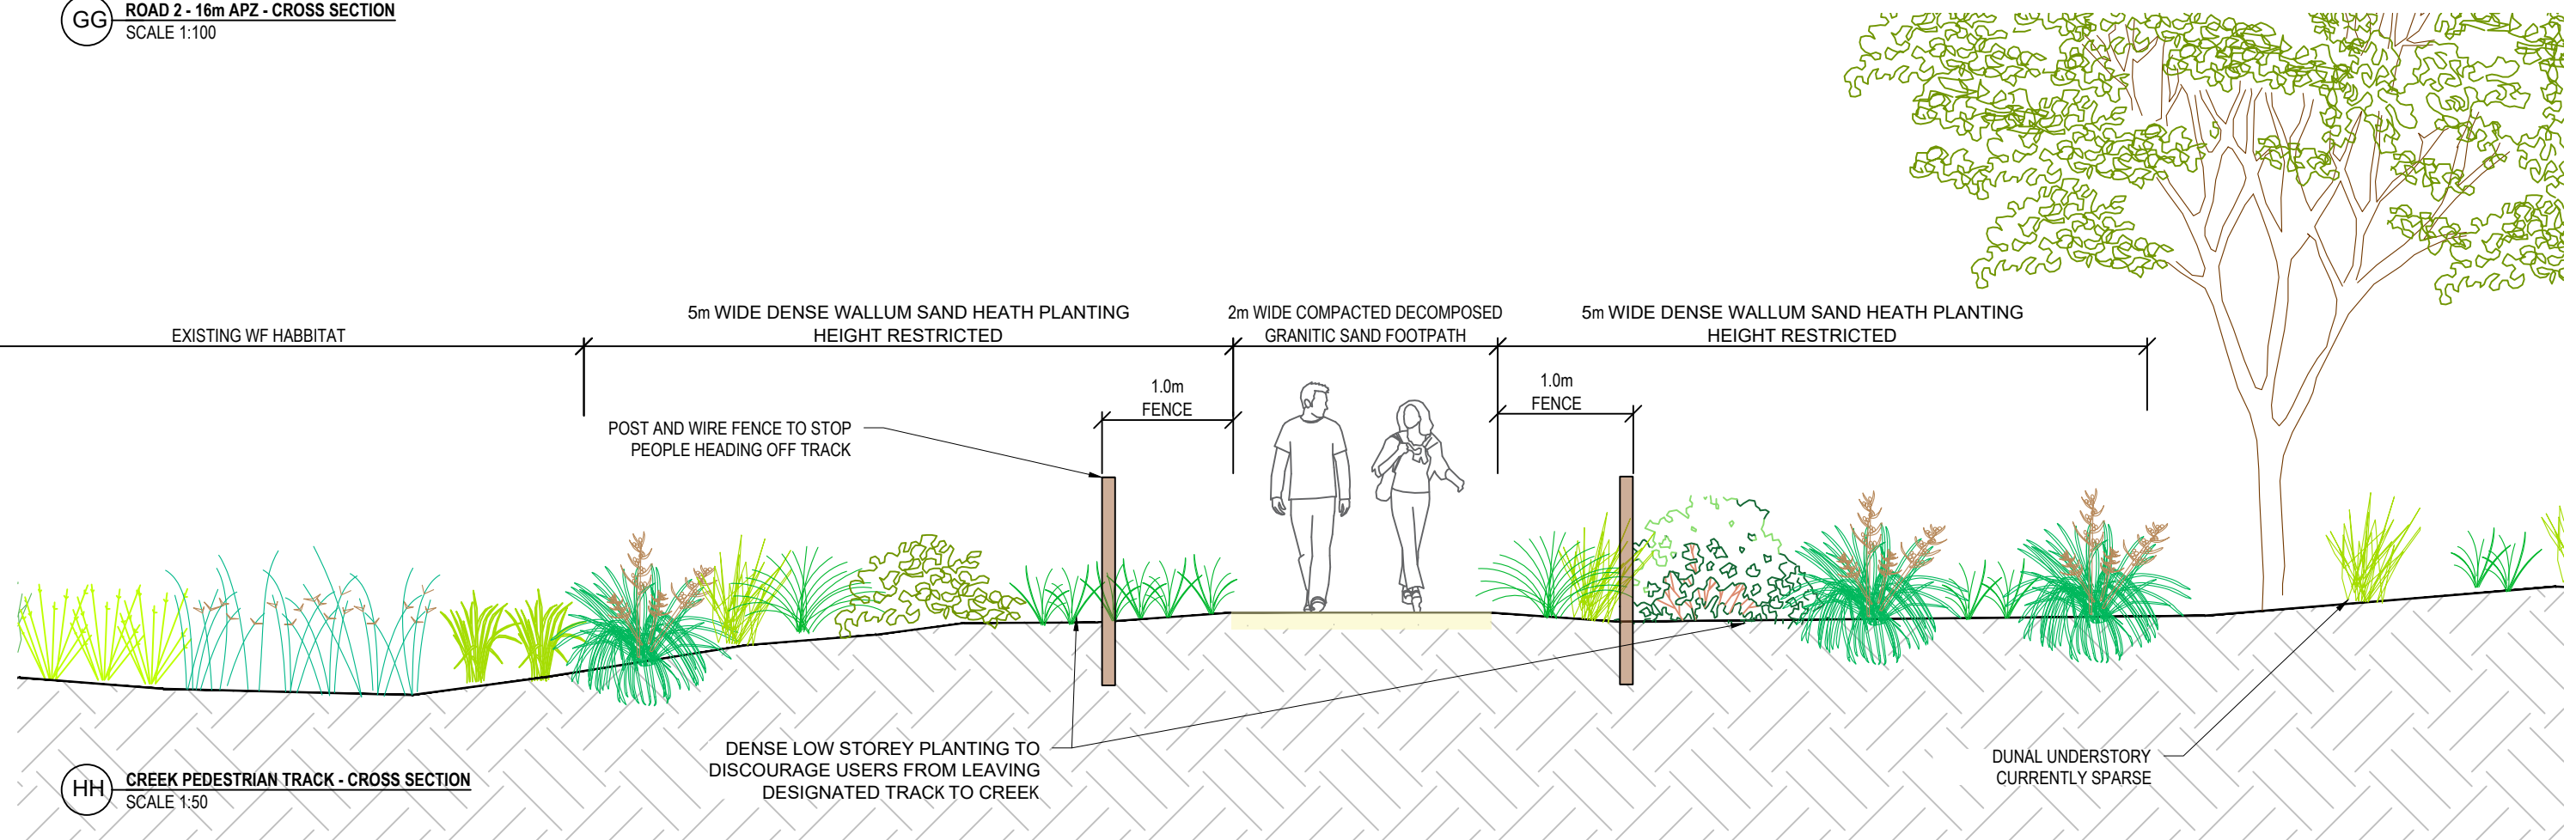 GG
ROAD 2 - 16m APZ - CROSS SECTION
SCALE 1:100
EXISTING WF HABBITAT
5m WIDE DENSE WALLUM SAND HEATH PLANTING
HEIGHT RESTRICTED
2m WIDE COMPACTED DECOMPOSED
GRANITIC SAND FOOTPATH
5m WIDE DENSE WALLUM SAND HEATH PLANTING
HEIGHT RESTRICTED
1.0m
FENCE
1.0m
FENCE
POST AND WIRE FENCE TO STOP
PEOPLE HEADING OFF TRACK
DENSE LOW STOREY PLANTING TO
DISCOURAGE USERS FROM LEAVING
DESIGNATED TRACK TO CREEK
DUNAL UNDERSTORY
CURRENTLY SPARSE
HH
CREEK PEDESTRIAN TRACK - CROSS SECTION
SCALE 1:50